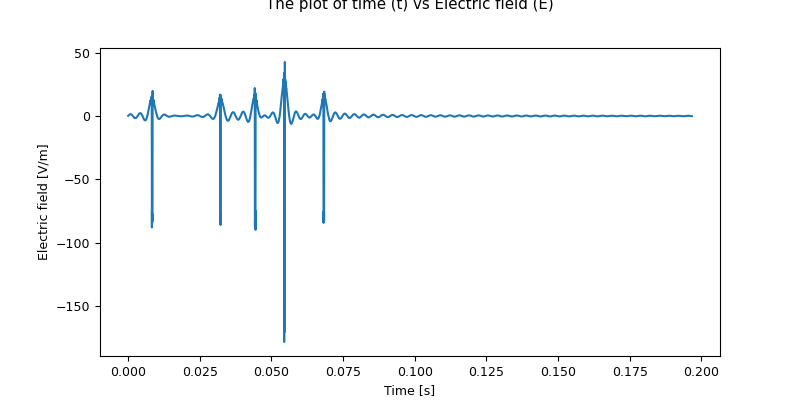 The plot of time (t) vs Electric field (E)
50
0
−50
−100
−150
Electric field [V/m]
0.000 0.025 0.050 0.075 0.100 0.125 0.150 0.175 0.200
Time [s]